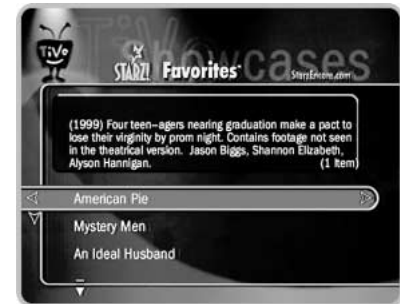 TiVo Showcases
TiVo
STARZ! Favorites
StarzEncore.com
(1999) Four teen–agers nearing graduation make a pact to
lose their virginity by prom night. Contains footage not seen
in the theatrical version. Jason Biggs, Shannon Elizabeth,
Alyson Hannigan. (1 item)
American Pie
Mystery Men
An Ideal Husband